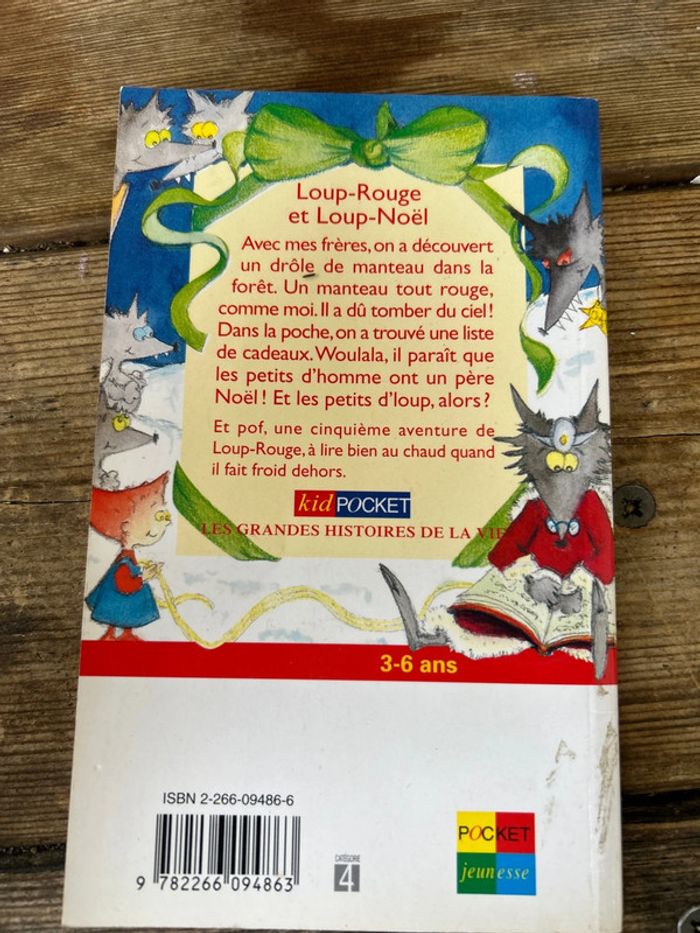 Loup-Rouge
et Loup-Noël
Avec mes frères, on a découvert
un drôle de manteau dans la
forêt. Un manteau tout rouge,
comme moi. Il a dû tomber du ciel !
Dans la poche, on a trouvé une liste
de cadeaux. Woulala, il paraît que
les petits d'homme ont un père
Noël ! Et les petits d'loup, alors ?
Et pof, une cinquième aventure de
Loup-Rouge, à lire bien au chaud quand
il fait froid dehors.
kid POCKET
LES GRANDES HISTOIRES DE LA VIE
3-6 ans
ISBN 2-266-09486-6
9 782266 094863
CATÉGORIE
4
POCKET
jeunesse